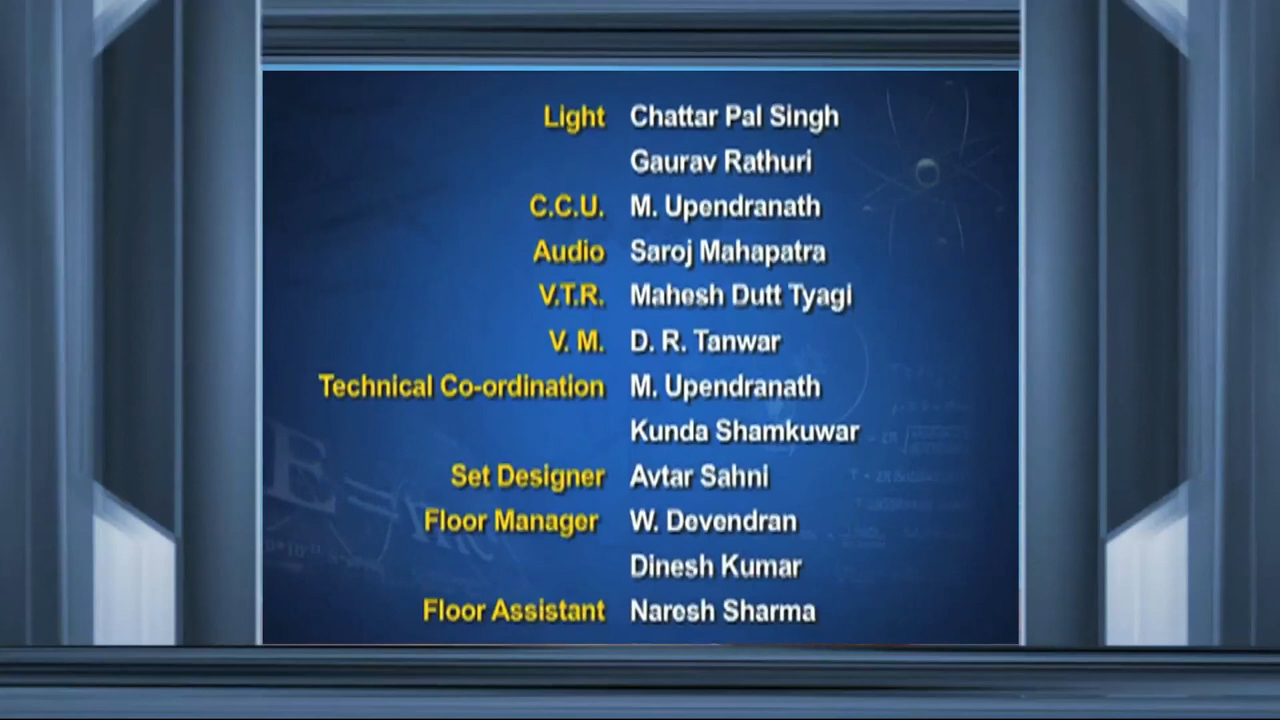 Light Chattar Pal Singh
Gaurav Rathuri
C.C.U. M. Upendranath
Audio Saroj Mahapatra
V.T.R. Mahesh Dutt Tyagi
V. M. D. R. Tanwar
Technical Co-ordination M. Upendranath
Kunda Shamkuwar
Set Designer Avtar Sahni
Floor Manager W. Devendran
Dinesh Kumar
Floor Assistant Naresh Sharma